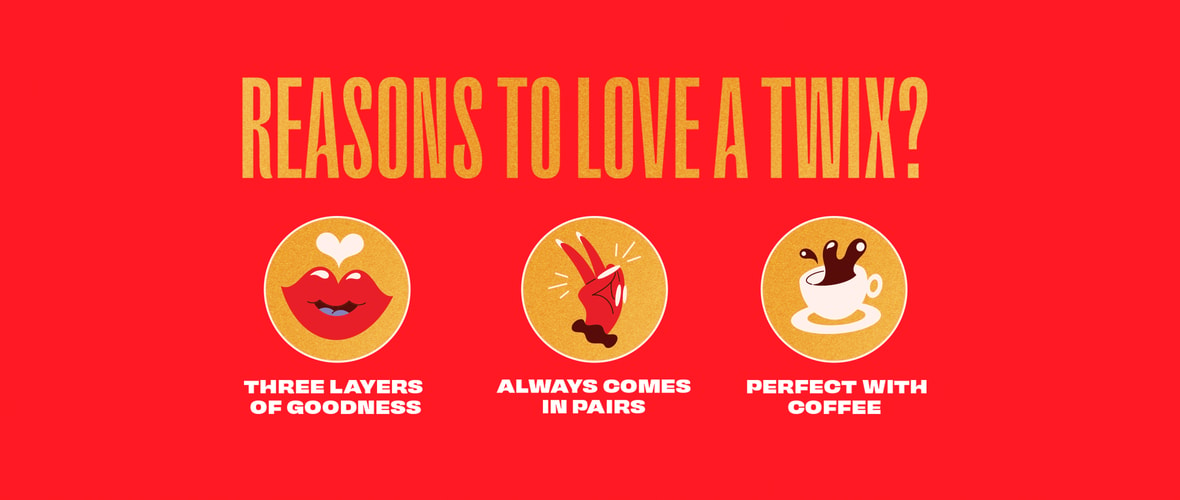 REASONS TO LOVE A TWIX?
THREE LAYERS
OF GOODNESS
ALWAYS COMES
IN PAIRS
PERFECT WITH
COFFEE